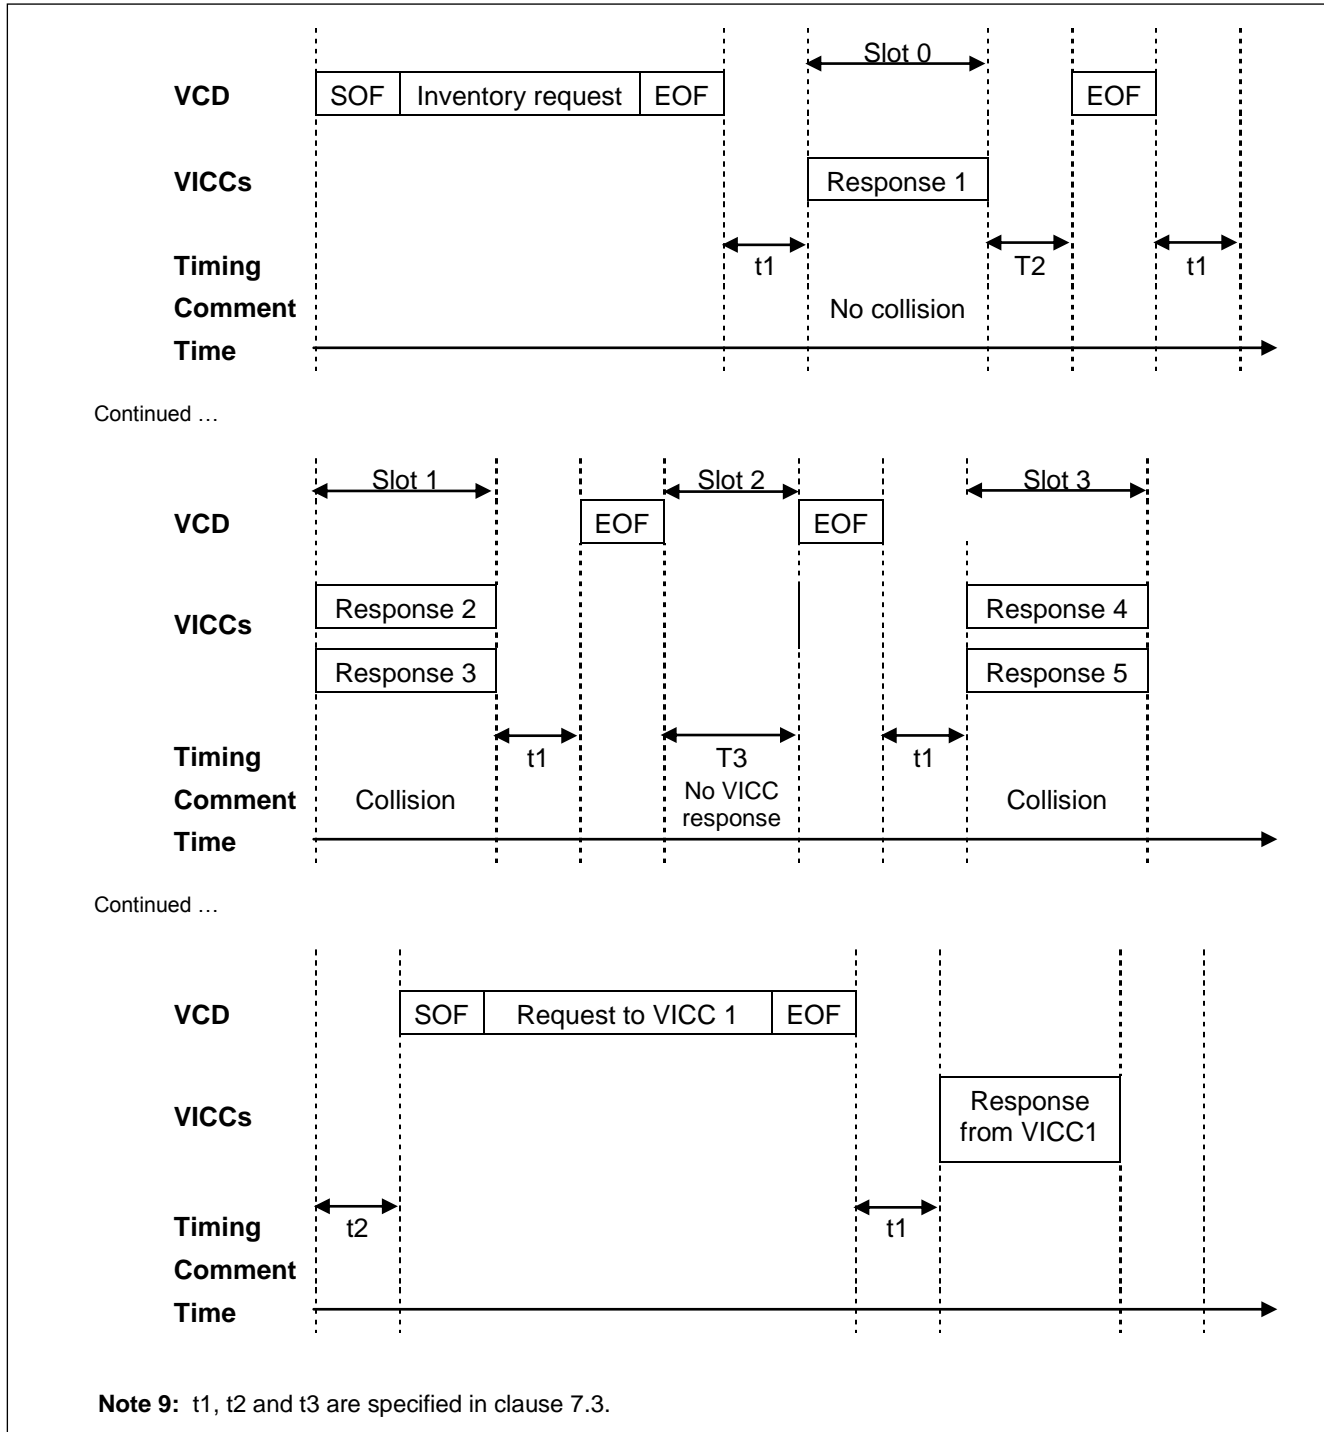 Slot 0
VCD SOF Inventory request EOF EOF
VICCs Response 1
Timing t1 T2 t1
Comment No collision
Time
Continued …
Slot 1 Slot 2 Slot 3
VCD EOF EOF
VICCs Response 2 Response 4
Response 3 Response 5
Timing t1 T3 t1
Comment Collision No VICC response Collision
Time
Continued …
VCD SOF Request to VICC 1 EOF
VICCs Response from VICC1
Timing t2 t1
Comment
Time
Note 9: t1, t2 and t3 are specified in clause 7.3.